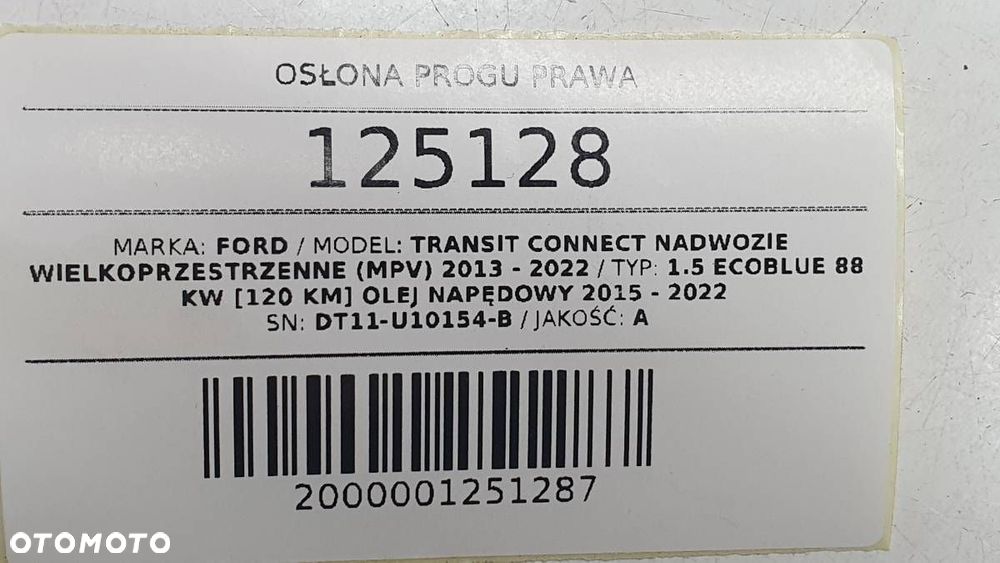 OSŁONA PROGU PRAWA
125128
MARKA: FORD / MODEL: TRANSIT CONNECT NADWOZIE
WIELKOPRZESTRZENNE (MPV) 2013 - 2022 / TYP: 1.5 ECOBLUE 88
KW [120 KM] OLEJ NAPĘDOWY 2015 - 2022
SN: DT11-U10154-B / JAKOŚĆ: A
2000001251287
OTOMOTO